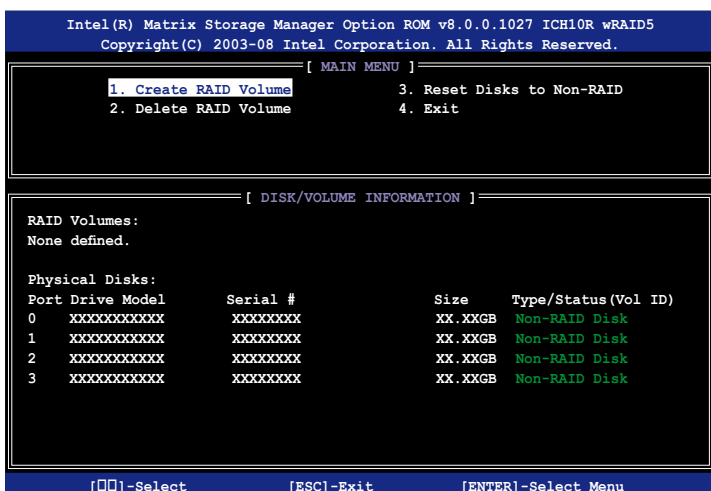 Intel(R) Matrix Storage Manager Option ROM v8.0.0.1027 ICH10R wRAID5
Copyright(C) 2003-08 Intel Corporation. All Rights Reserved.
[ MAIN MENU ]
1. Create RAID Volume 3. Reset Disks to Non-RAID
2. Delete RAID Volume 4. Exit
[ DISK/VOLUME INFORMATION ]
RAID Volumes:
None defined.
Physical Disks:
Port Drive Model Serial # Size Type/Status(Vol ID)
0 XXXXXXXXXXX XXXXXXXX XX.XXGB Non-RAID Disk
1 XXXXXXXXXXX XXXXXXXX XX.XXGB Non-RAID Disk
2 XXXXXXXXXXX XXXXXXXX XX.XXGB Non-RAID Disk
3 XXXXXXXXXXX XXXXXXXX XX.XXGB Non-RAID Disk
[□□]-Select [ESC]-Exit [ENTER]-Select Menu